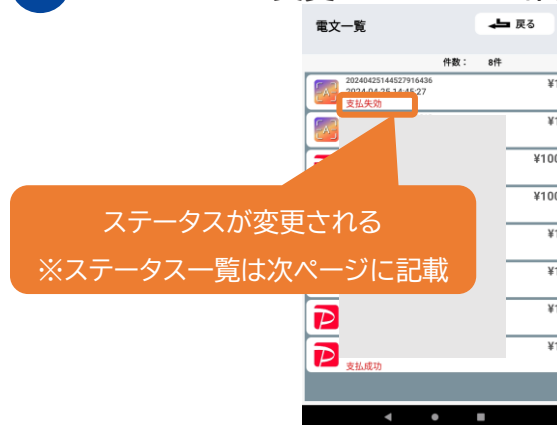 電文一覧
戻る
件数： 8件
20240425144527916436
2024-04-25 14:45:27
支払失効
¥1
¥1
¥100
¥100
ステータスが変更される
※ステータス一覧は次ページに記載
¥1
¥1
¥1
¥1
支払成功